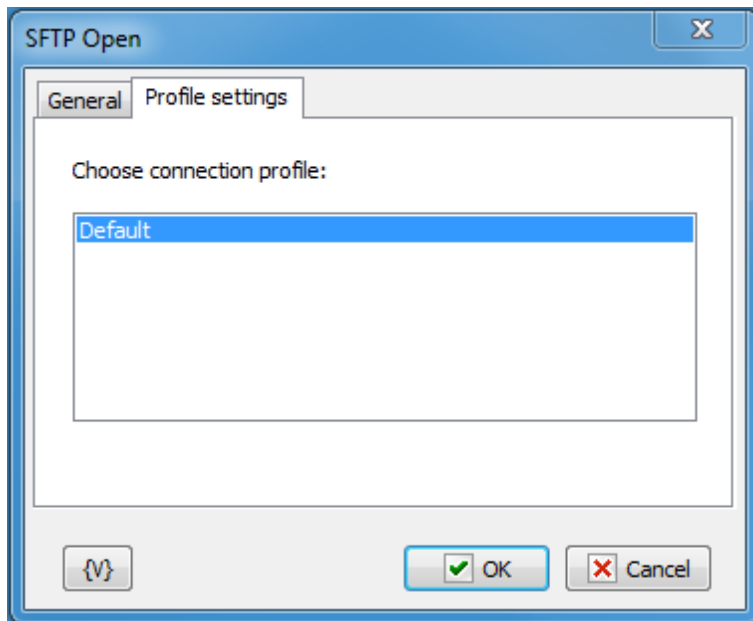 SFTP Open
General Profile settings
Choose connection profile:
Default
{V} OK Cancel